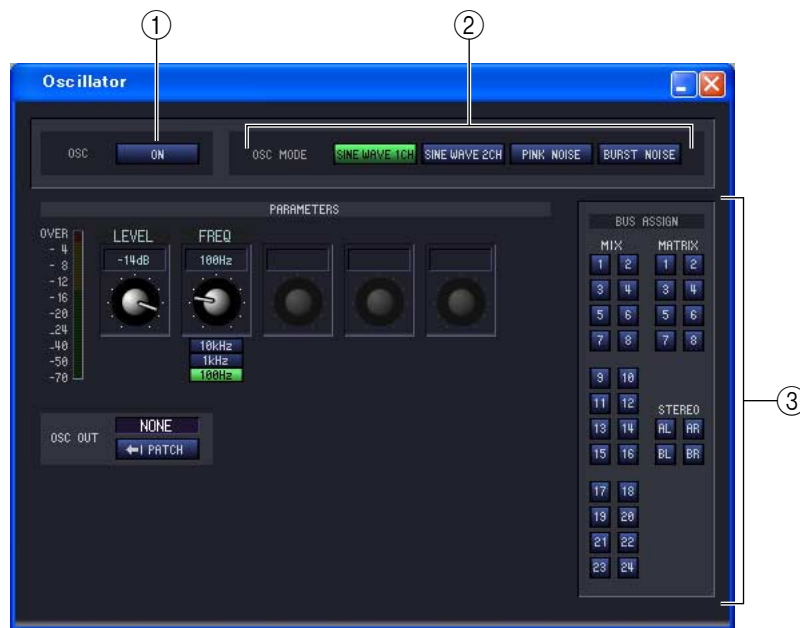 ① ②
Oscillator
OSC ON OSC MODE SINE WAVE 1CH SINE WAVE 2CH PINK NOISE BURST NOISE
PARAMETERS
OVER
- 4
- 8
-12
-16
-20
-24
-40
-50
-70
LEVEL FREQ
-14dB 100Hz
10kHz
1kHz
100Hz
OSC OUT NONE
PATCH
BUS ASSIGN
MIX MATRIX
1 2 1 2
3 4 3 4
5 6 5 6
7 8 7 8
9 10
11 12 STEREO
13 14 AL AR
15 16 BL BR
17 18
19 20
21 22
23 24
③